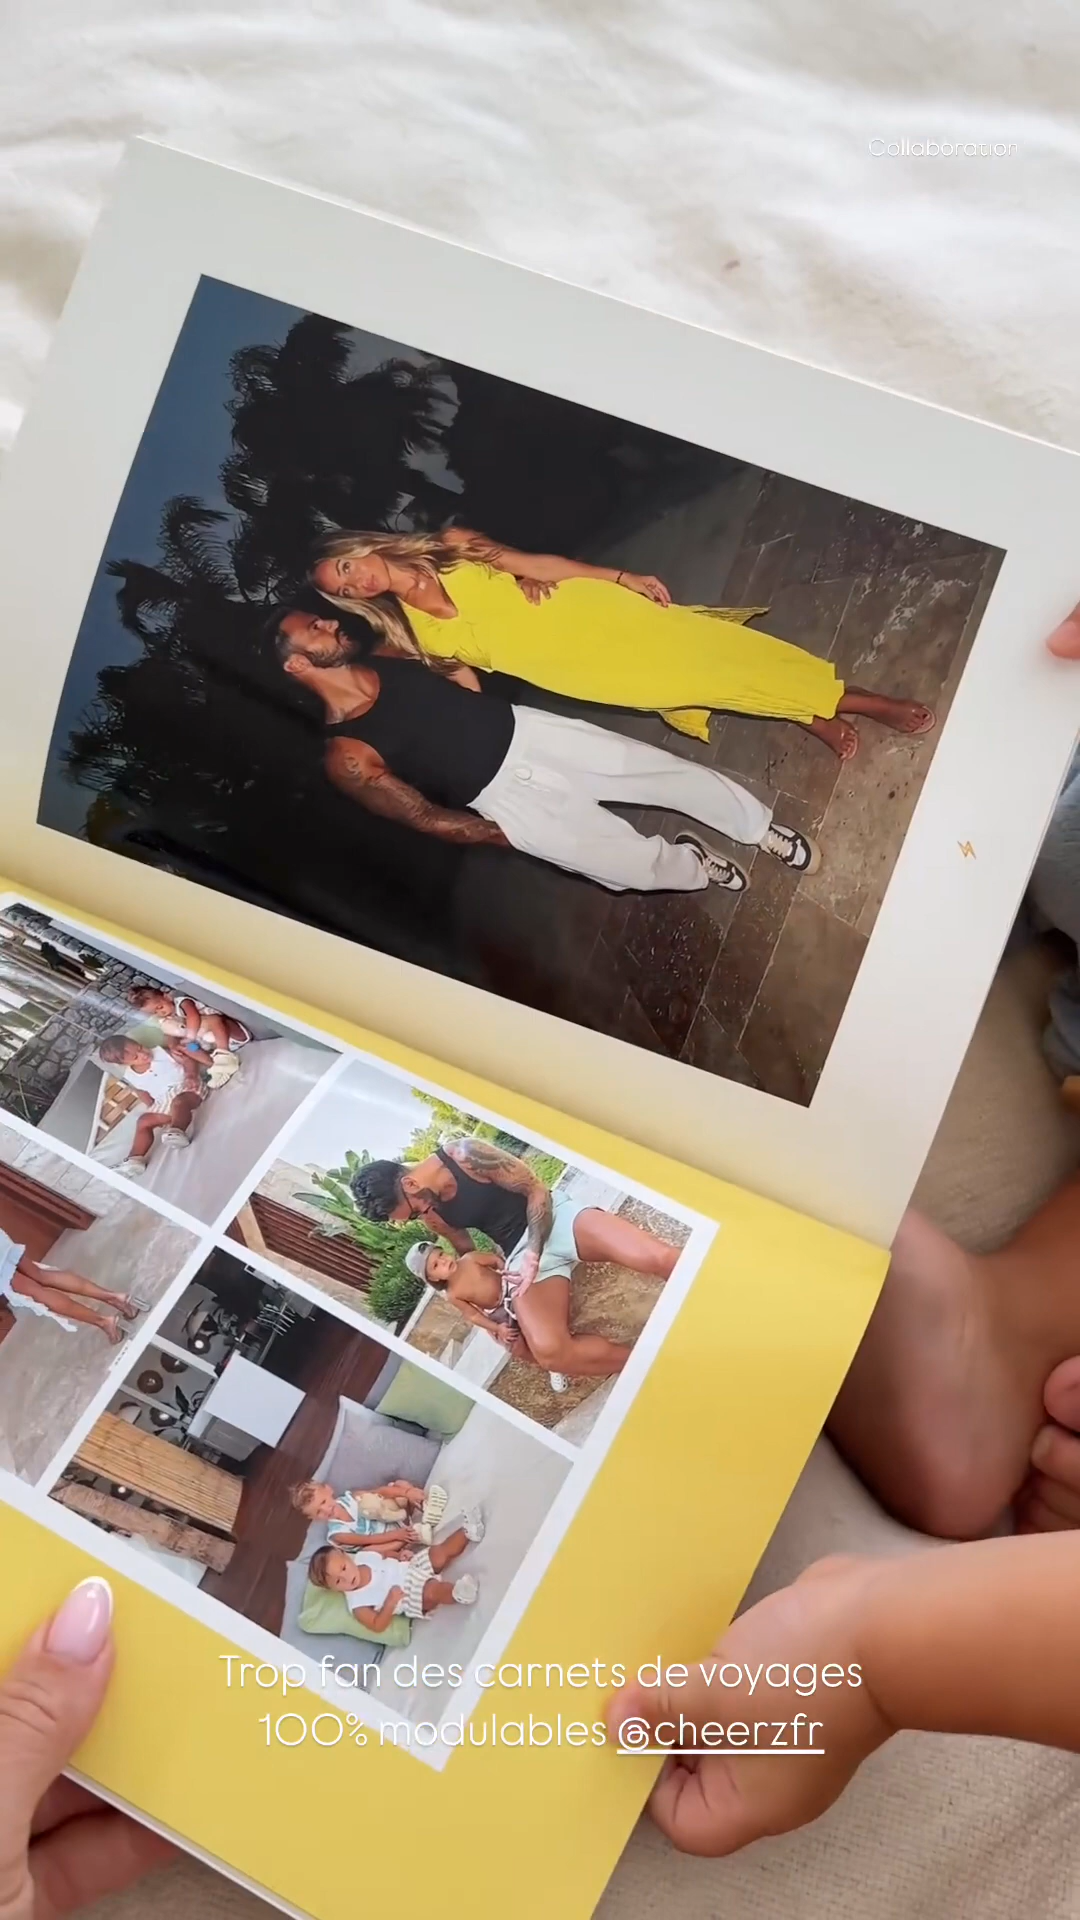 Collaboration
Trop fan des carnets de voyages
100% modulables @cheerzfr